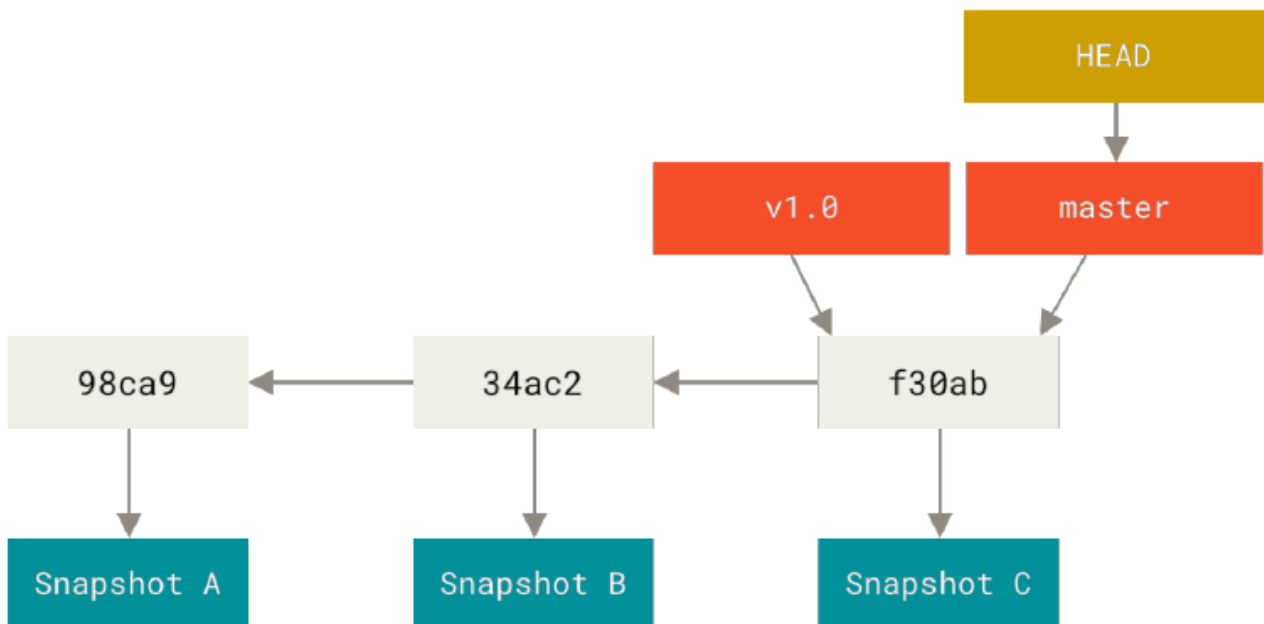 HEAD
v1.0
master
98ca9
34ac2
f30ab
Snapshot A
Snapshot B
Snapshot C